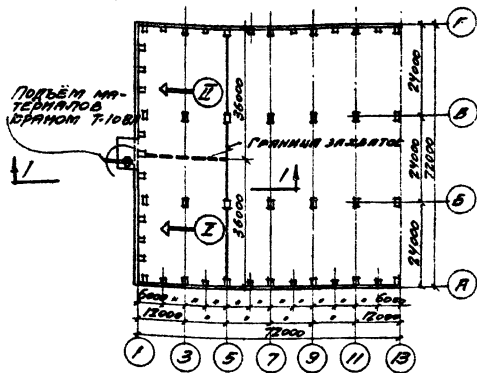 Г
В
Б
А
24000
24000
24000
72000
36000
36000
II
I
ПОДЪЁМ МА-
ТЕРИАЛОВ
КРАНОМ Т-108
ГРАНИЦА ЗАХВАТОК
1
1
6000 " " " " " " " " " " 6000
12000 " " " " 12000
72000
1 3 5 7 9 11 13